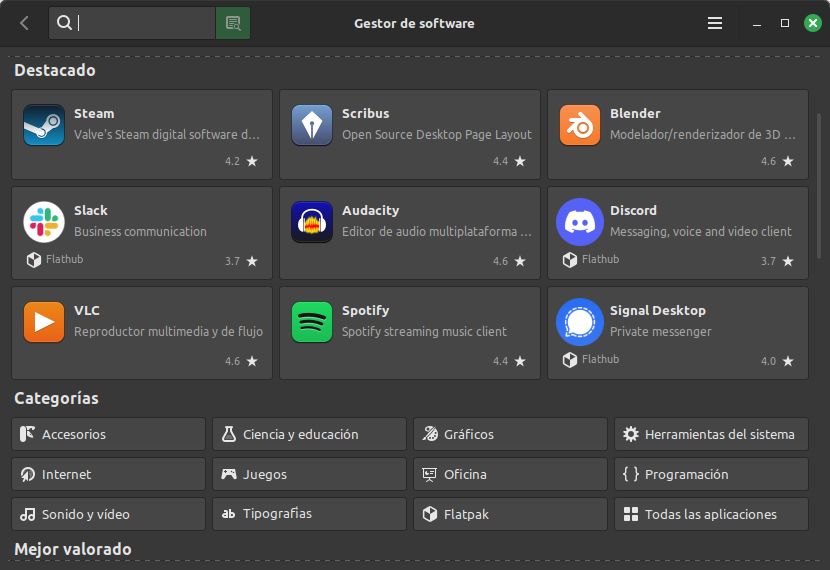 Gestor de software
Destacado
Steam
Valve's Steam digital software d...
4.2 ★
Scribus
Open Source Desktop Page Layout
4.4 ★
Blender
Modelador/renderizador de 3D ...
4.6 ★
Slack
Business communication
Flathub
3.7 ★
Audacity
Editor de audio multiplataforma ...
4.6 ★
Discord
Messaging, voice and video client
Flathub
3.7 ★
VLC
Reproductor multimedia y de flujo
4.6 ★
Spotify
Spotify streaming music client
4.4 ★
Signal Desktop
Private messenger
Flathub
4.0 ★
Categorías
Accesorios
Ciencia y educación
Gráficos
Herramientas del sistema
Internet
Juegos
Oficina
{ } Programación
Sonido y vídeo
ab Tipografías
Flatpak
Todas las aplicaciones
Mejor valorado